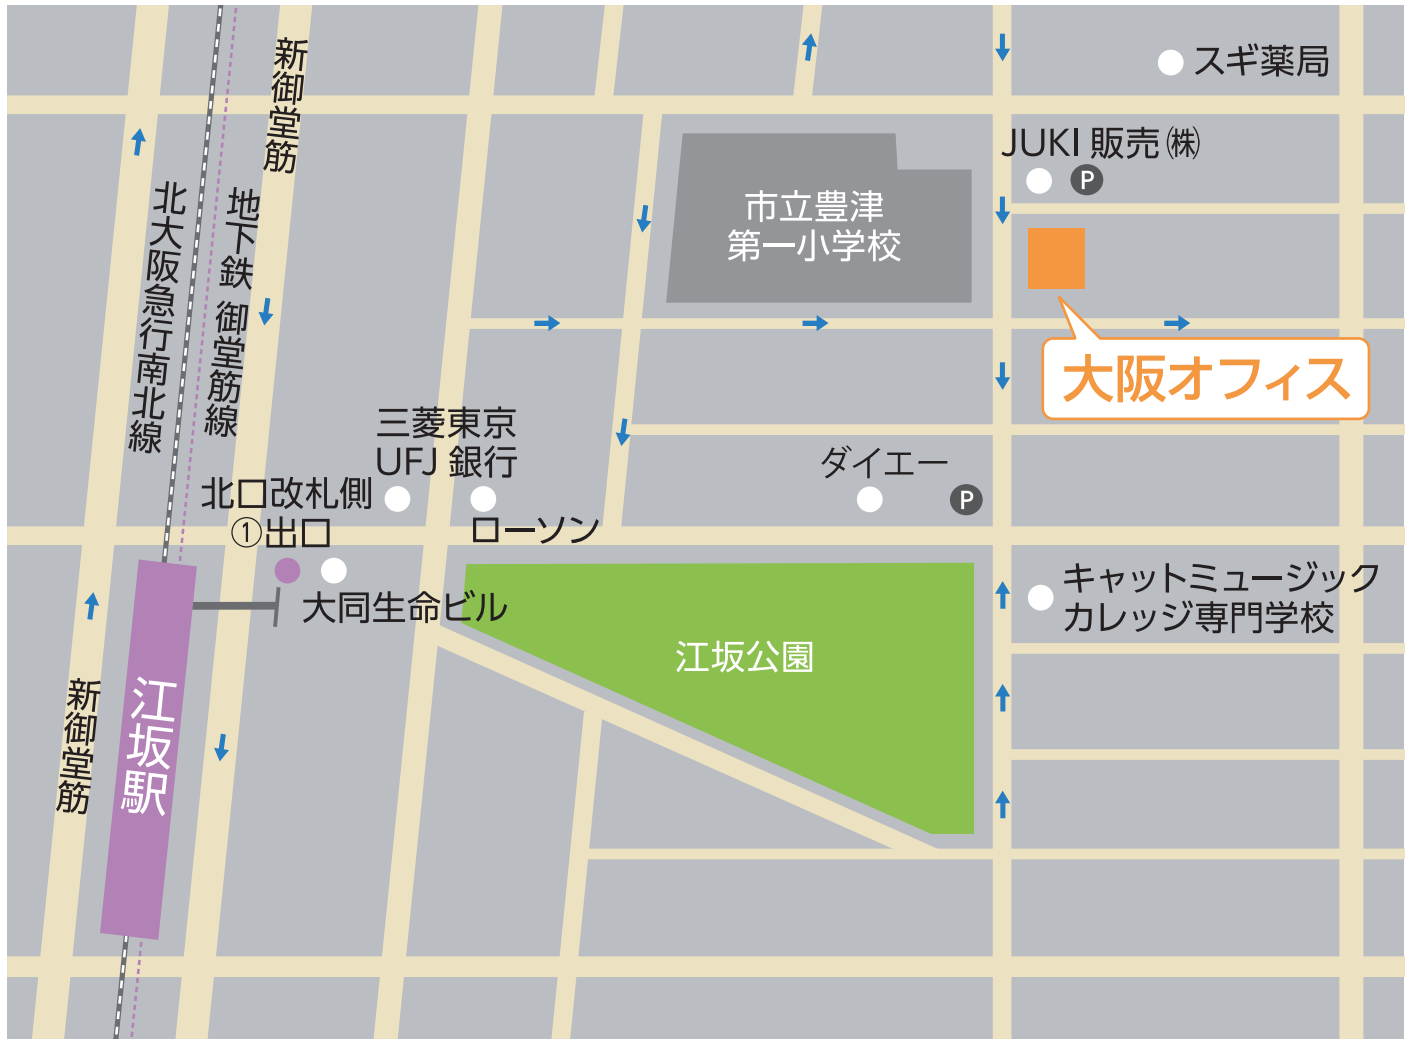 新御堂筋
スギ薬局
JUKI 販売㈱
P
北大阪急行南北線
地下鉄 御堂筋線
市立豊津
第一小学校
大阪オフィス
三菱東京
UFJ 銀行
ダイエー
P
北口改札側
①出口
ローソン
大同生命ビル
キャットミュージック
カレッジ専門学校
江坂公園
新御堂筋
江坂駅